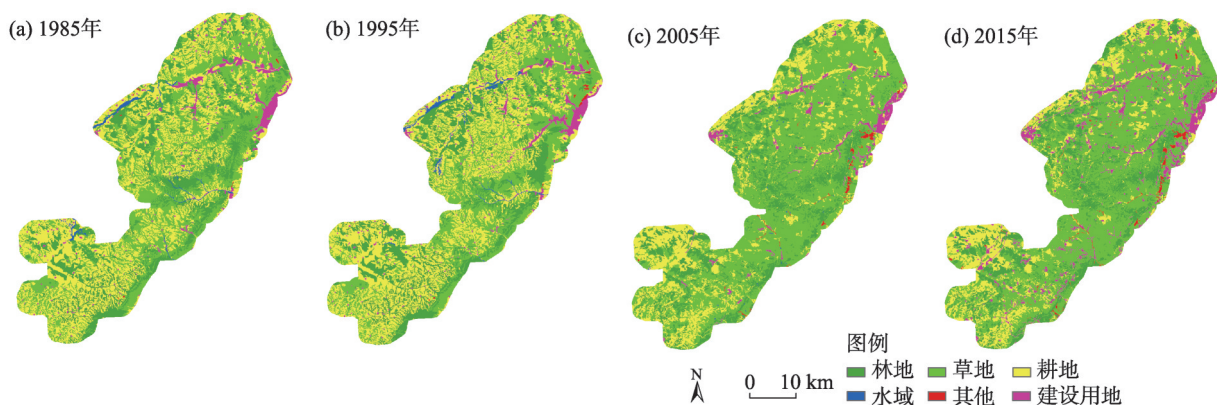 (a) 1985年
(b) 1995年
(c) 2005年
(d) 2015年
图例
林地 草地 耕地
水域 其他 建设用地
N
0 10 km